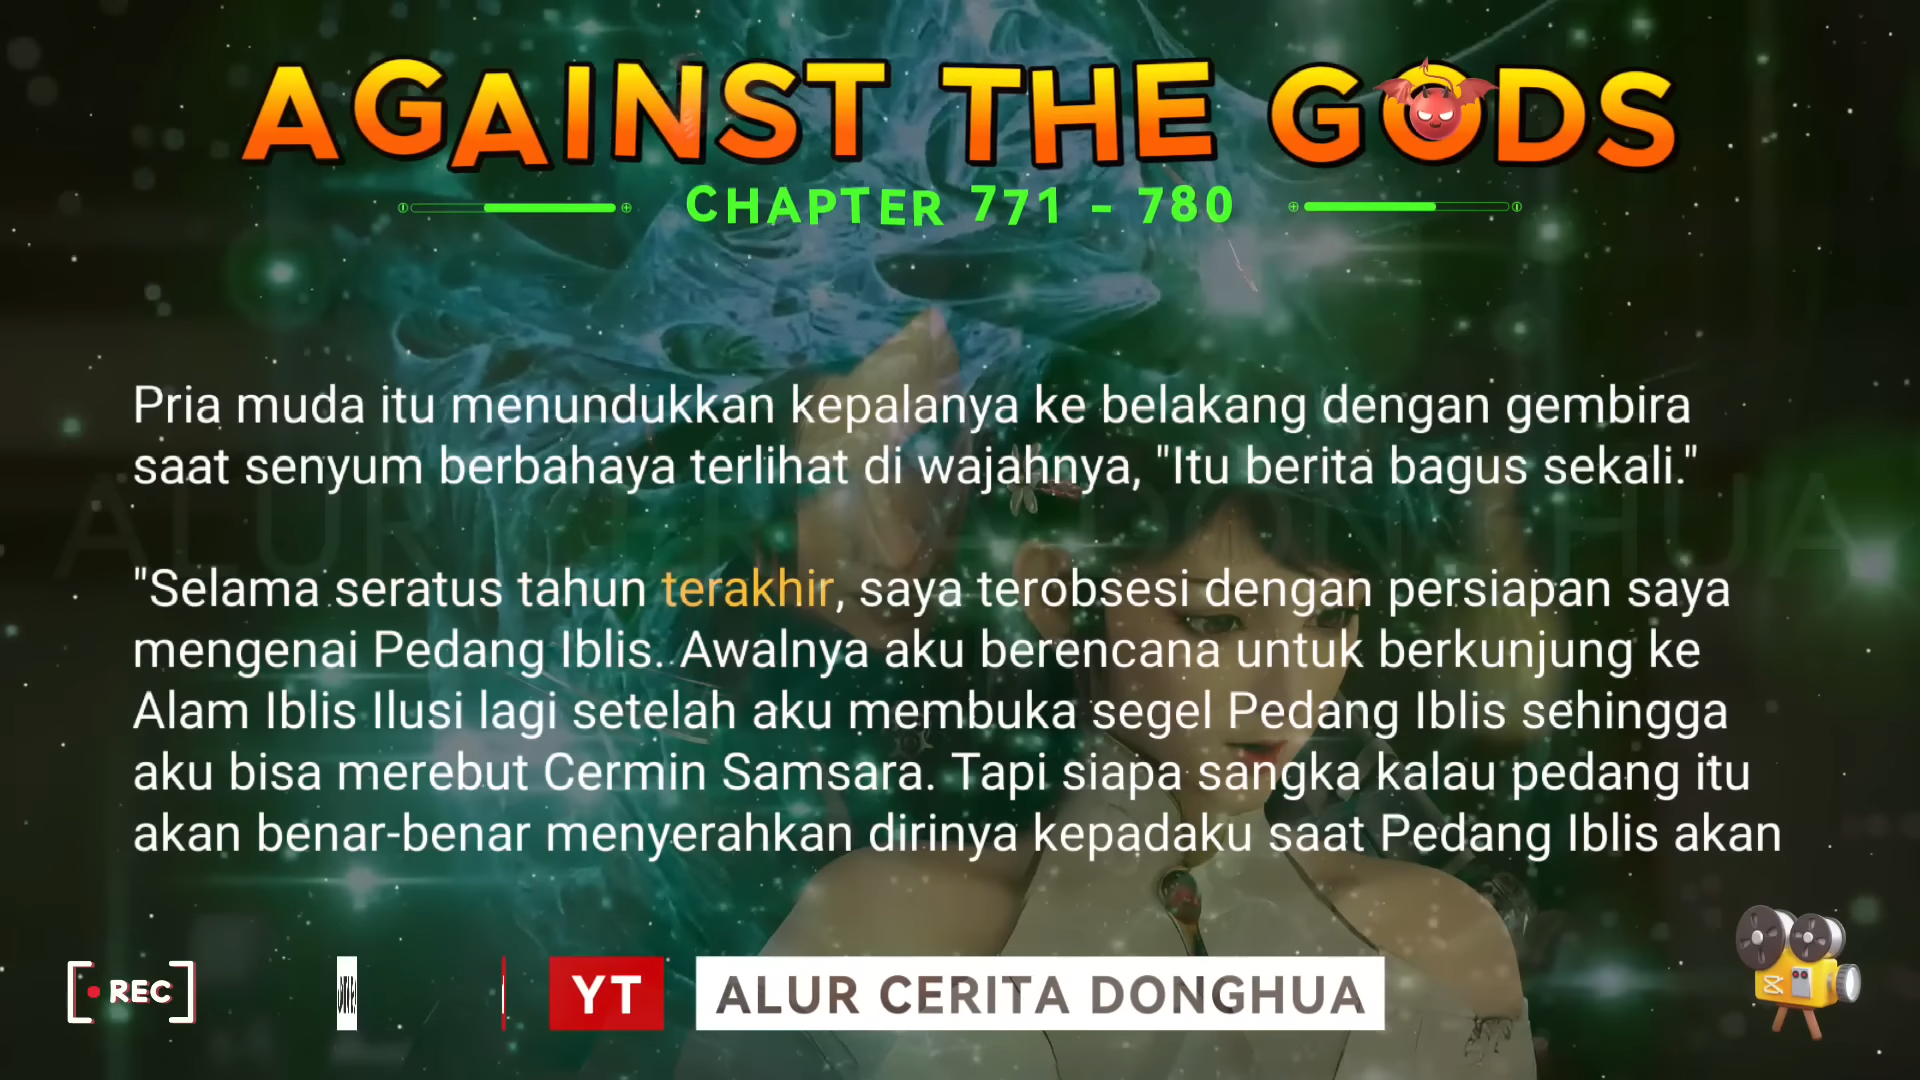 AGAINST THE GODS
CHAPTER 771 - 780
Pria muda itu menundukkan kepalanya ke belakang dengan gembira
saat senyum berbahaya terlihat di wajahnya, "Itu berita bagus sekali."
"Selama seratus tahun terakhir, saya terobsesi dengan persiapan saya
mengenai Pedang Iblis. Awalnya aku berencana untuk berkunjung ke
Alam Iblis Ilusi lagi setelah aku membuka segel Pedang Iblis sehingga
aku bisa merebut Cermin Samsara. Tapi siapa sangka kalau pedang itu
akan benar-benar menyerahkan dirinya kepadaku saat Pedang Iblis akan
ALUR CERITA DONGHUA
REC
YT ALUR CERITA DONGHUA